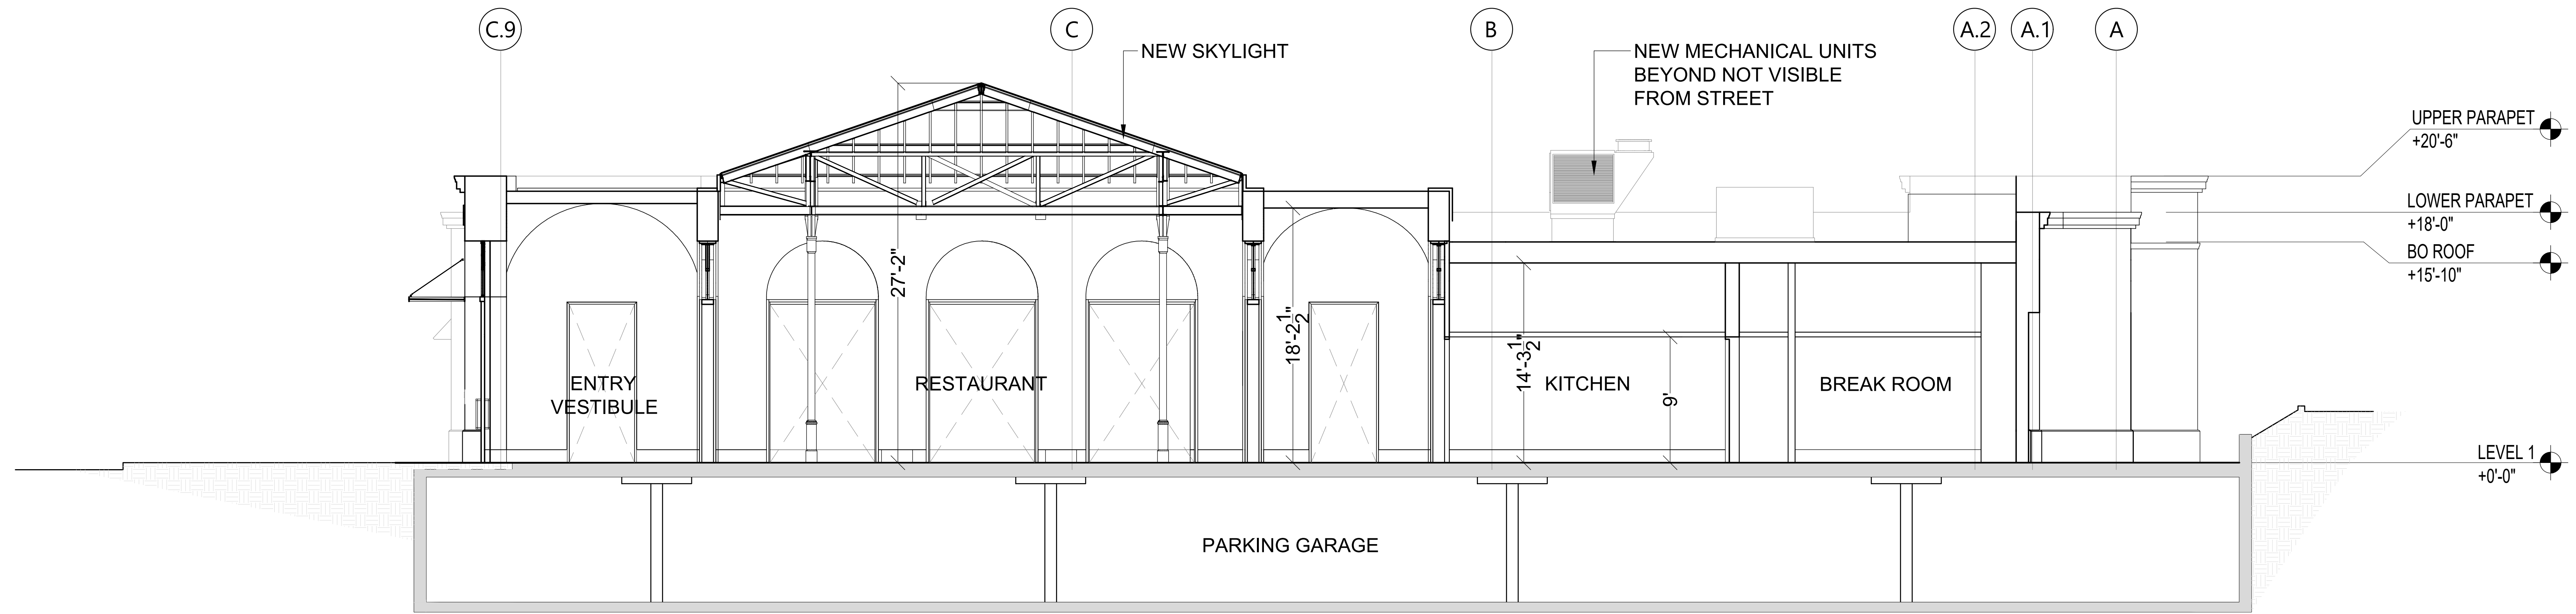 C.9
C
B
A.2
A.1
A
NEW SKYLIGHT
NEW MECHANICAL UNITS
BEYOND NOT VISIBLE
FROM STREET
UPPER PARAPET
+20'-6"
LOWER PARAPET
+18'-0"
BO ROOF
+15'-10"
27'-2"
18'-2 1/2"
14'-3 1/2"
9'
ENTRY
VESTIBULE
RESTAURANT
KITCHEN
BREAK ROOM
LEVEL 1
+0'-0"
PARKING GARAGE